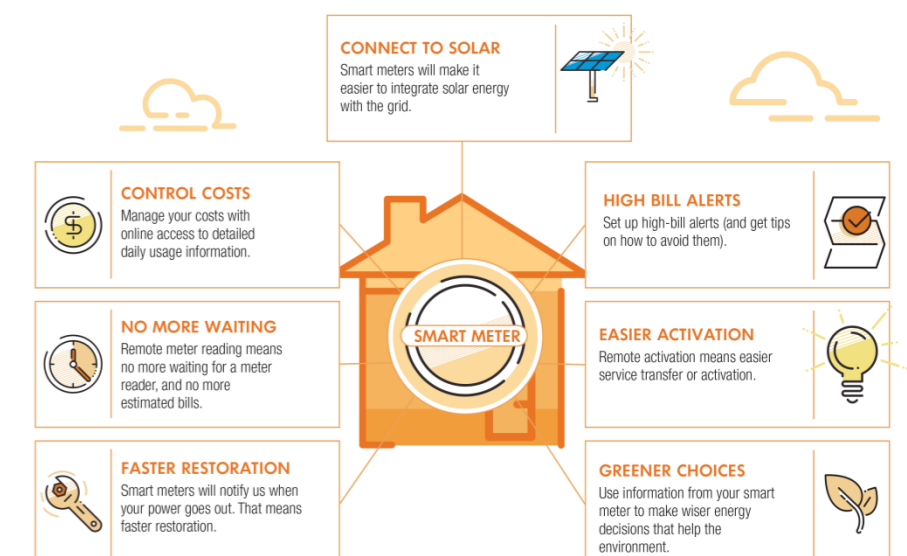 CONNECT TO SOLAR
Smart meters will make it
easier to integrate solar energy
with the grid.
CONTROL COSTS
Manage your costs with
online access to detailed
daily usage information.
HIGH BILL ALERTS
Set up high-bill alerts (and get tips
on how to avoid them).
SMART METER
NO MORE WAITING
Remote meter reading means
no more waiting for a meter
reader, and no more
estimated bills.
EASIER ACTIVATION
Remote activation means easier
service transfer or activation.
FASTER RESTORATION
Smart meters will notify us when
your power goes out. That means
faster restoration.
GREENER CHOICES
Use information from your smart
meter to make wiser energy
decisions that help the
environment.